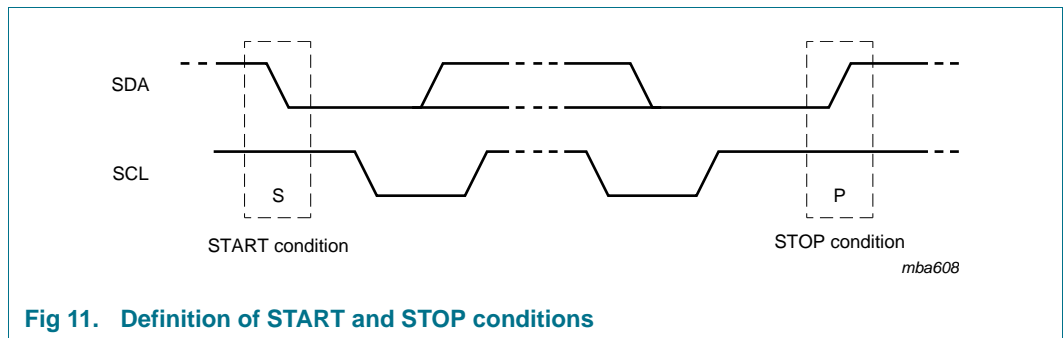 SDA
SCL
S
P
START condition
STOP condition
mba608
Fig 11. Definition of START and STOP conditions